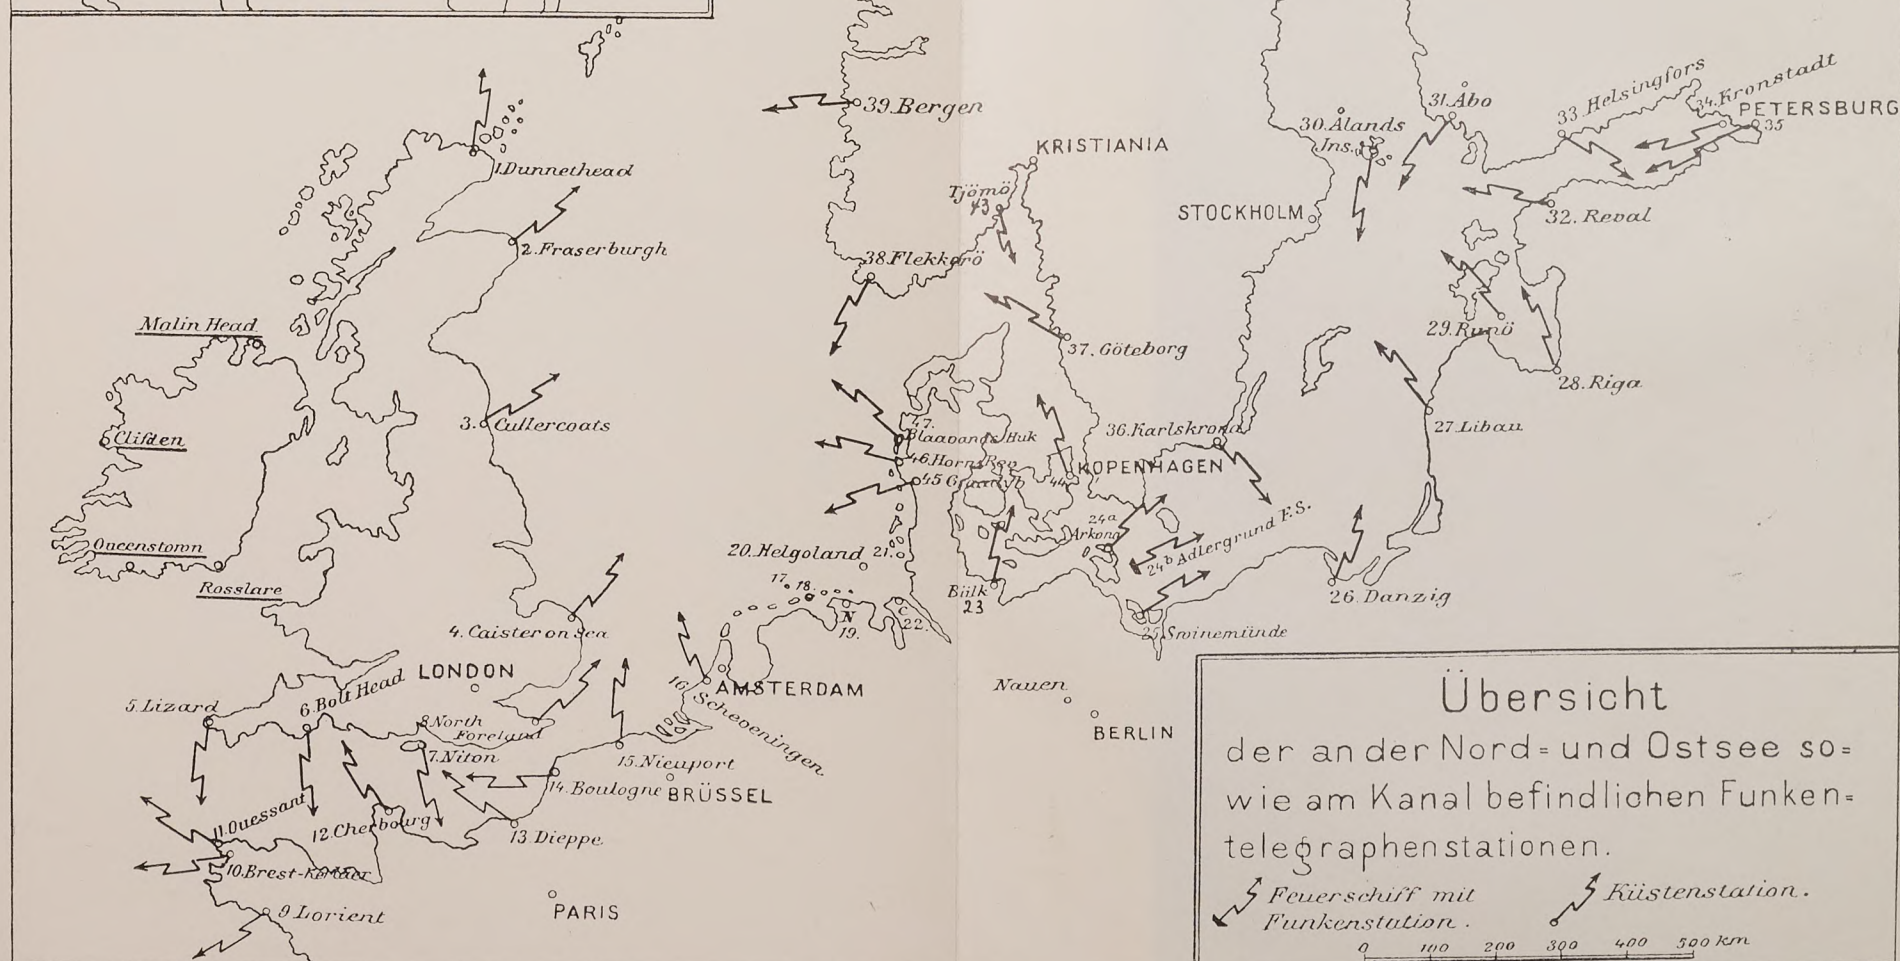 39.Bergen
KRISTIANIA
Tjömö
43
38.Flekkerö
30.Ålands
Jns.
31.Åbo
33.Helsingfors
34.Kronstadt
PETERSBURG
35
STOCKHOLM
32. Reval
29.Runö
28.Riga
27.Libau
37. Göteborg
36.Karlskrona
KOPENHAGEN
44.
1.Dunnethead
2.Fraserburgh
Malin Head.
3. Cullercoats
Clifden
Queenstown
Rosslare
47.
Blaavands Huk
46.Horns Rev
45 Graadyb
20.Helgoland
21.
17.
18.
N
19.
C
22.
Bülk
23
24a
Arkona
24b Adlergrund F.S.
25.Swinemünde
26.Danzig
4.Caister on Sea
LONDON
5.Lizard
6.Bolt Head
8.North
Foreland
7.Niton
AMSTERDAM
16. Scheveningen
15.Nieuport
14.Boulogne
BRÜSSEL
13.Dieppe
12.Cherbourg
11.Ouessant
10.Brest-Kerlaer
9 Lorient
PARIS
Nauen
BERLIN
Übersicht
der an der Nord= und Ostsee so=
wie am Kanal befindlichen Funken=
telegraphenstationen.
Feuerschiff mit
Funkenstation.
Küstenstation.
0 100 200 300 400 500 km